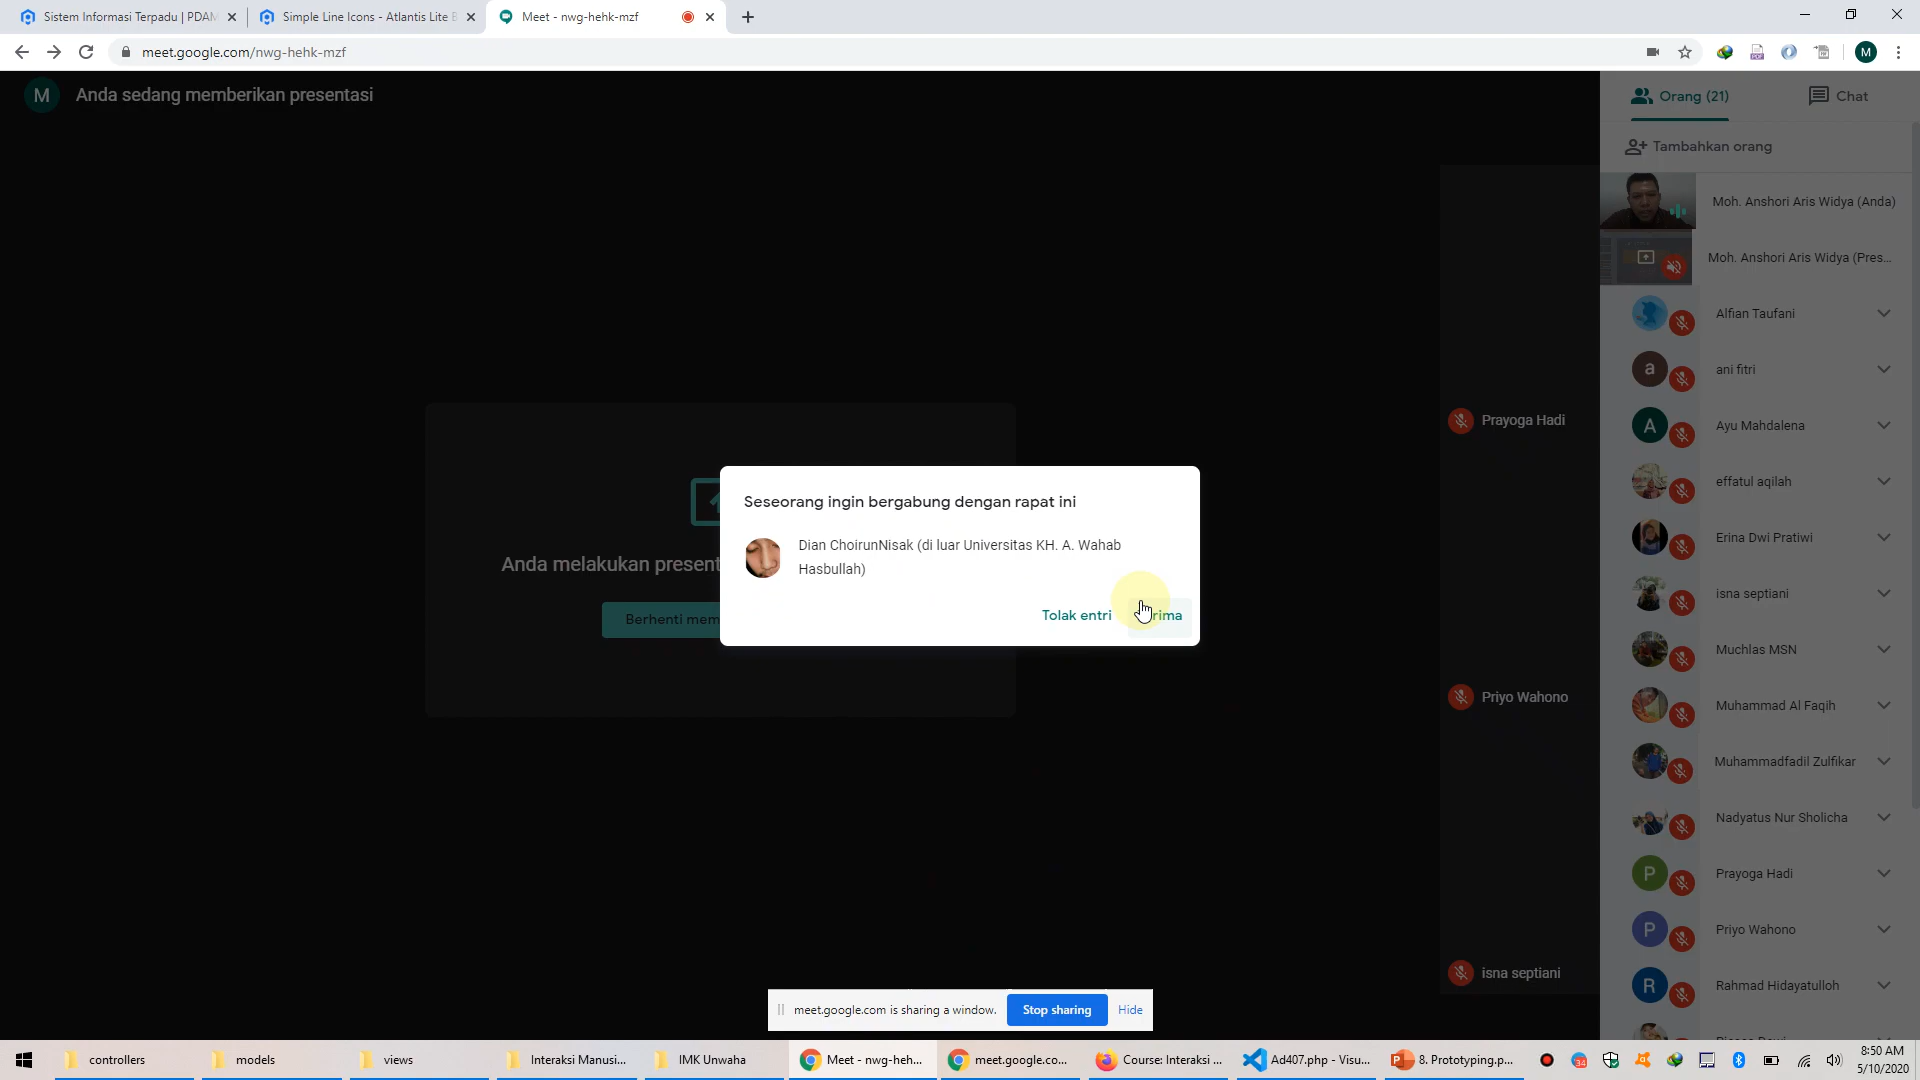 Sistem Informasi Terpadu | PDAM
Simple Line Icons - Atlantis Lite B
Meet - nwg-hehk-mzf
meet.google.com/nwg-hehk-mzf
M
M
Anda sedang memberikan presentasi
Orang (21)
Chat
Tambahkan orang
Moh. Anshori Aris Widya (Anda)
Moh. Anshori Aris Widya (Pres...
Alfian Taufani
a
ani fitri
A
Ayu Mahdalena
effatul aqilah
Erina Dwi Pratiwi
isna septiani
Muchlas MSN
Muhammad Al Faqih
Muhammadfadil Zulfikar
Nadyatus Nur Sholicha
P
Prayoga Hadi
P
Priyo Wahono
R
Rahmad Hidayatulloh
Prayoga Hadi
Priyo Wahono
isna septiani
Anda melakukan present
Berhenti mem
Seseorang ingin bergabung dengan rapat ini
Dian ChoirunNisak (di luar Universitas KH. A. Wahab
Hasbullah)
Tolak entri
rima
meet.google.com is sharing a window.
Stop sharing
Hide
controllers
models
views
Interaksi Manusi...
IMK Unwaha
Meet - nwg-heh...
meet.google.co...
Course: Interaksi ...
Ad407.php - Visu...
8. Prototyping.p...
34
8:50 AM
5/10/2020